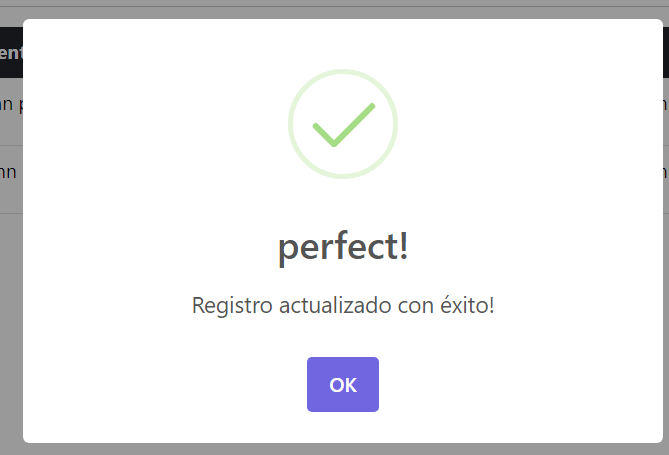 perfect!
Registro actualizado con éxito!
OK